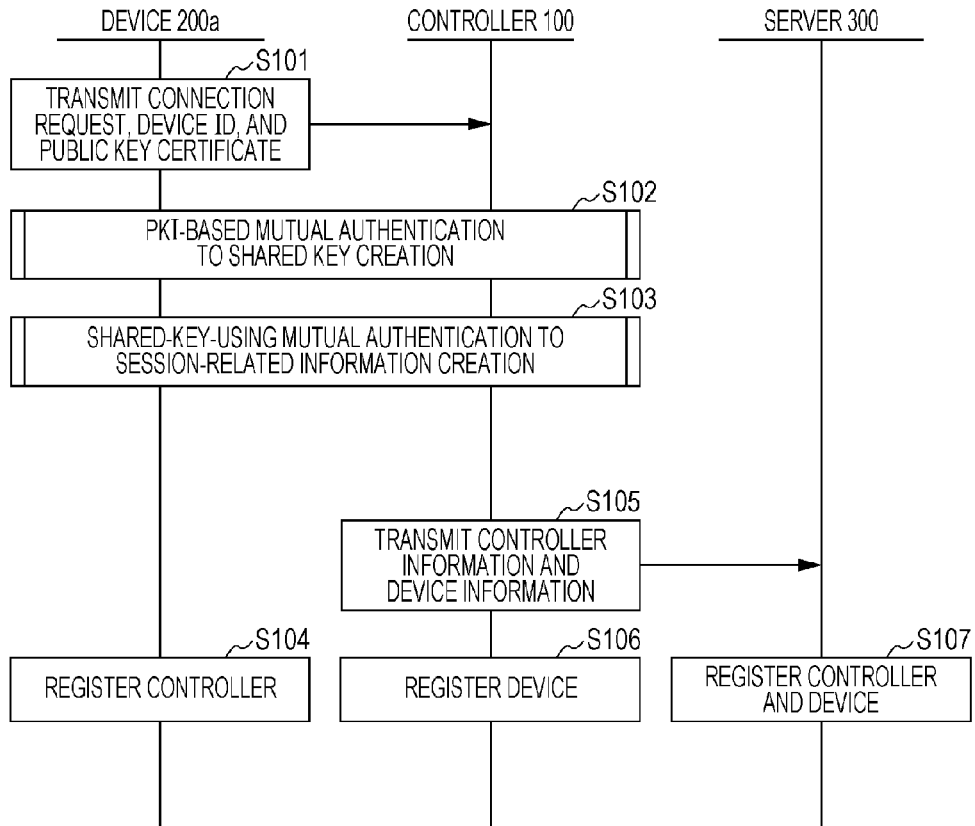 DEVICE 200a
CONTROLLER 100
SERVER 300
S101
TRANSMIT CONNECTION
REQUEST, DEVICE ID, AND
PUBLIC KEY CERTIFICATE
S102
PKI-BASED MUTUAL AUTHENTICATION
TO SHARED KEY CREATION
S103
SHARED-KEY-USING MUTUAL AUTHENTICATION TO
SESSION-RELATED INFORMATION CREATION
S105
TRANSMIT CONTROLLER
INFORMATION AND
DEVICE INFORMATION
S104
REGISTER CONTROLLER
S106
REGISTER DEVICE
S107
REGISTER CONTROLLER
AND DEVICE